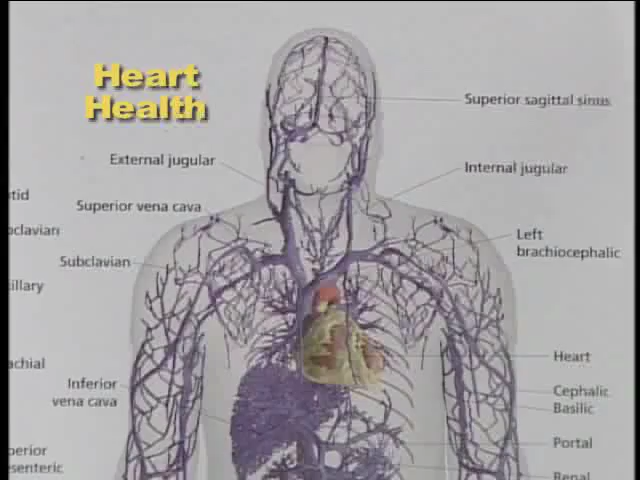 Heart
Health
Superior sagittal sinus
External jugular
Internal jugular
Superior vena cava
Left
brachiocephalic
Subclavian
Heart
Inferior
vena cava
Cephalic
Basilic
Portal
Renal